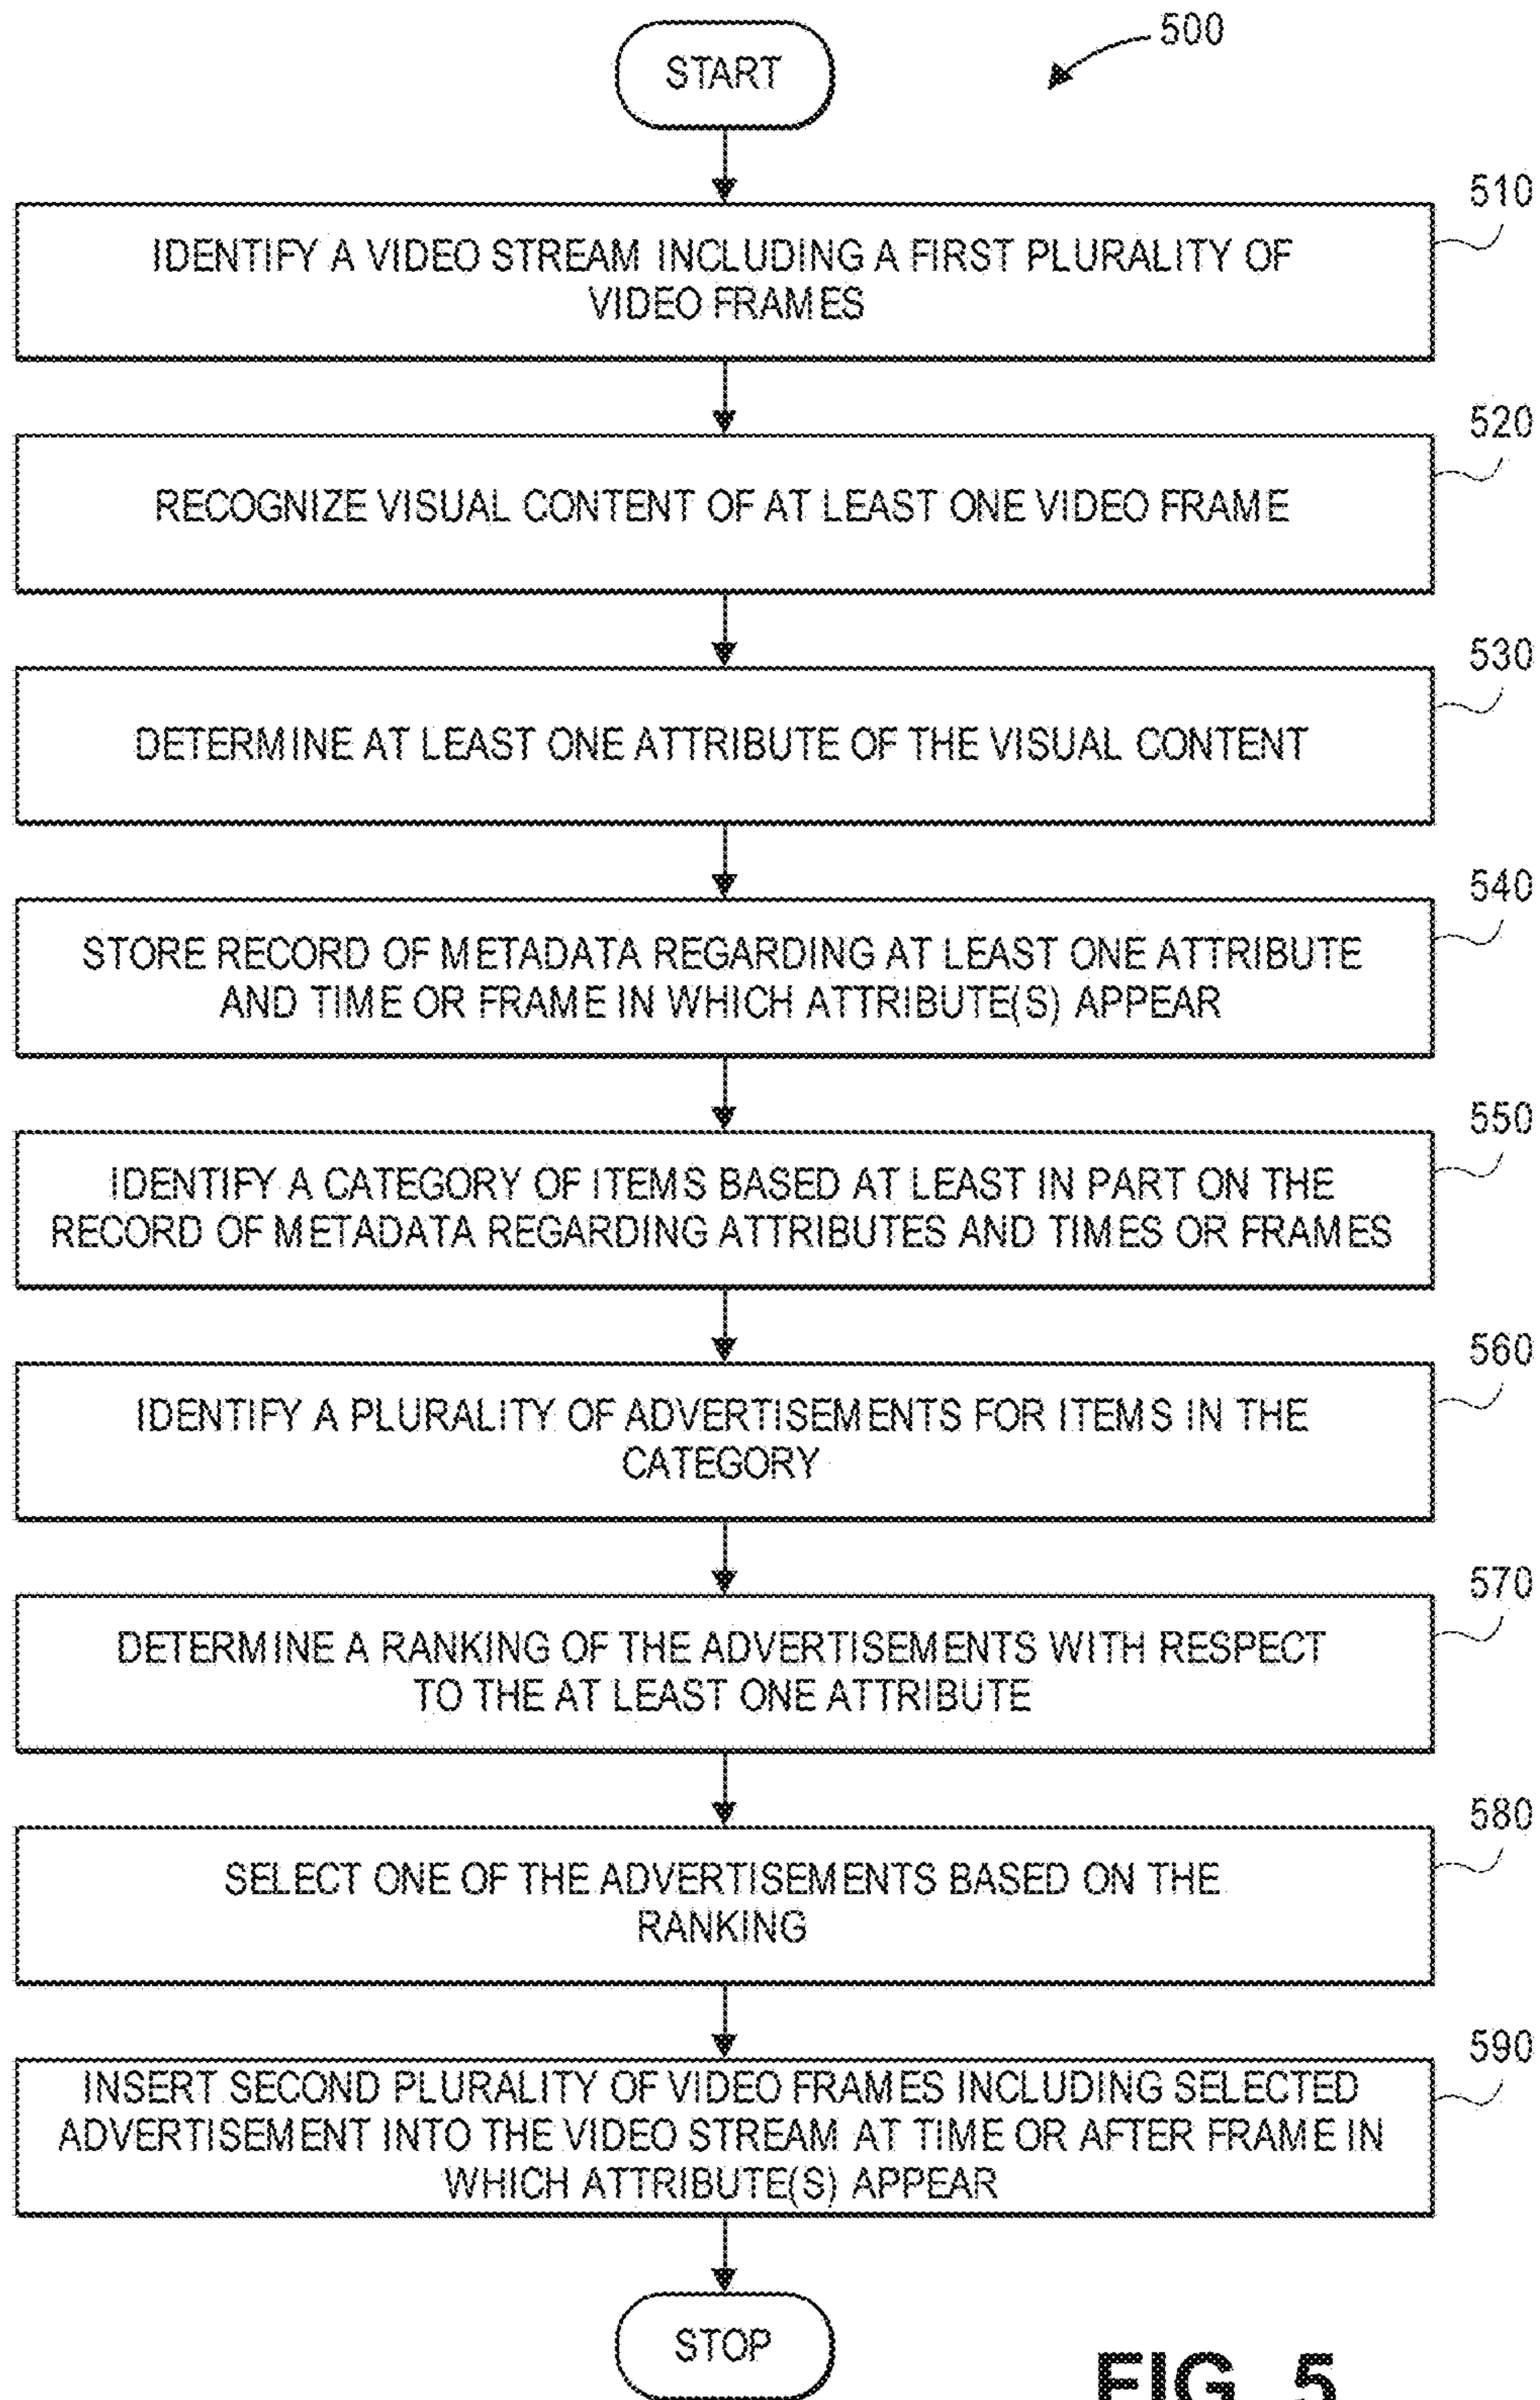 START
500
510
IDENTIFY A VIDEO STREAM INCLUDING A FIRST PLURALITY OF
VIDEO FRAMES
520
RECOGNIZE VISUAL CONTENT OF AT LEAST ONE VIDEO FRAME
530
DETERMINE AT LEAST ONE ATTRIBUTE OF THE VISUAL CONTENT
540
STORE RECORD OF METADATA REGARDING AT LEAST ONE ATTRIBUTE
AND TIME OR FRAME IN WHICH ATTRIBUTE(S) APPEAR
550
IDENTIFY A CATEGORY OF ITEMS BASED AT LEAST IN PART ON THE
RECORD OF METADATA REGARDING ATTRIBUTES AND TIMES OR FRAMES
560
IDENTIFY A PLURALITY OF ADVERTISEMENTS FOR ITEMS IN THE
CATEGORY
570
DETERMINE A RANKING OF THE ADVERTISEMENTS WITH RESPECT
TO THE AT LEAST ONE ATTRIBUTE
580
SELECT ONE OF THE ADVERTISEMENTS BASED ON THE
RANKING
590
INSERT SECOND PLURALITY OF VIDEO FRAMES INCLUDING SELECTED
ADVERTISEMENT INTO THE VIDEO STREAM AT TIME OR AFTER FRAME IN
WHICH ATTRIBUTE(S) APPEAR
STOP
FIG. 5